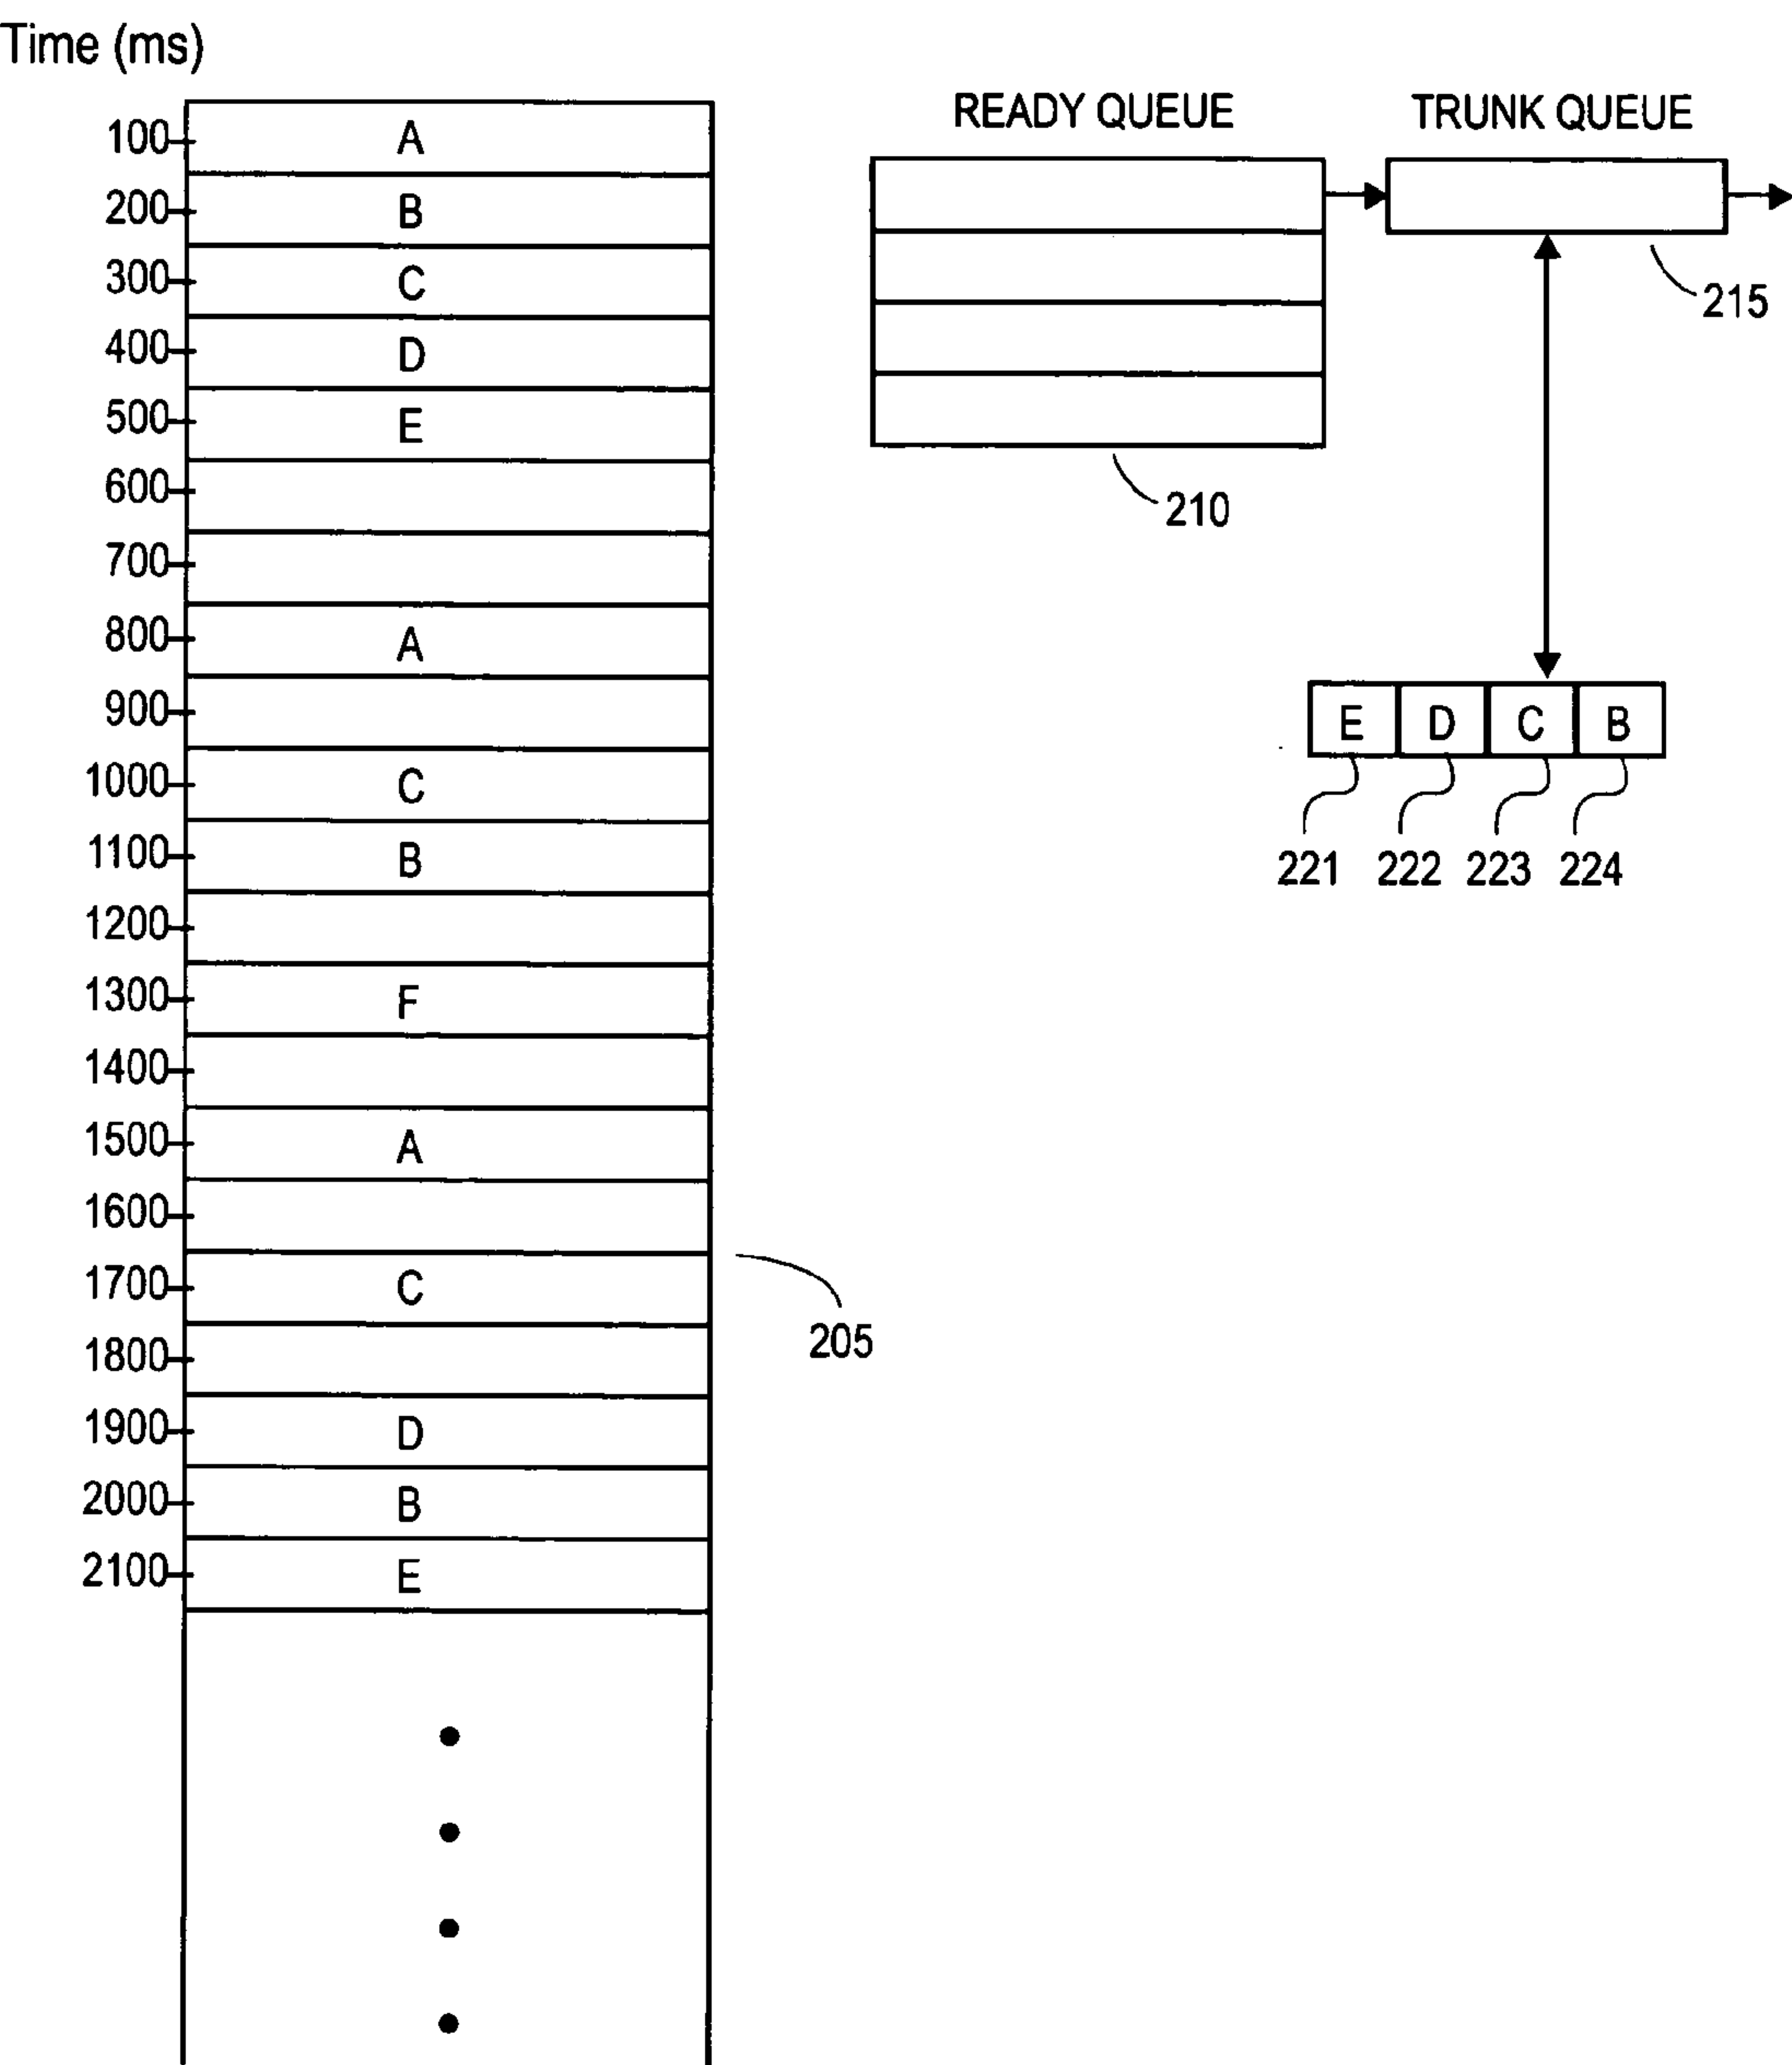 Time (ms)
READY QUEUE TRUNK QUEUE
100 A
200 B
300 C
215
400 D
500 E
600
210
700
800 A
900
E D C B
1000 C
1100 B
221 222 223 224
1200
1300 F
1400
1500 A
1600
1700 C
205
1800
1900 D
2000 B
2100 E